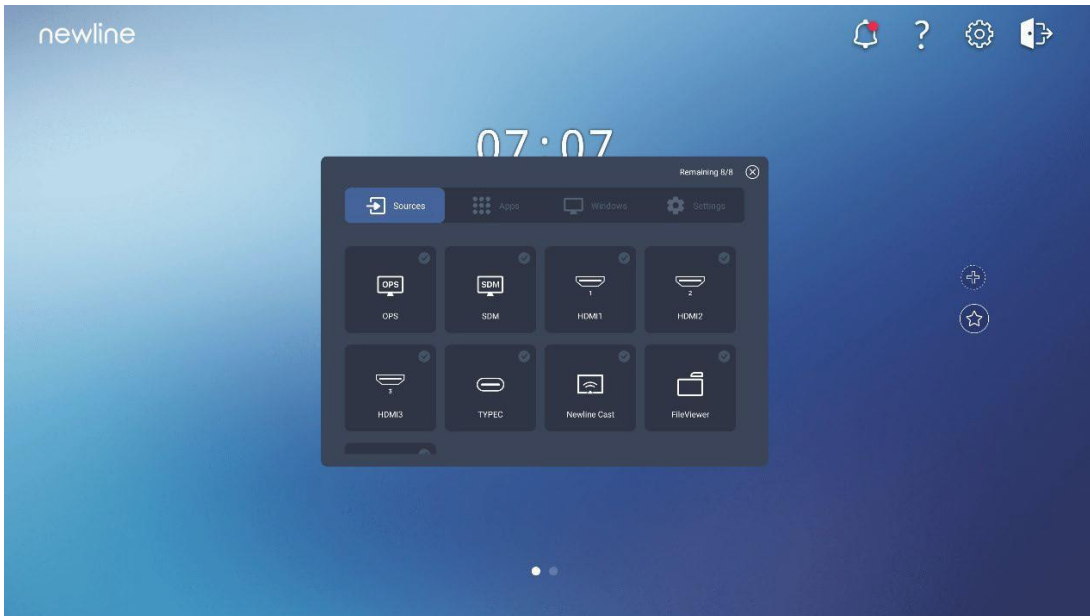 newline
?
07:07
Remaining 8/8
Sources Apps Windows Settings
OPS SDM 1 2
OPS SDM HDMI1 HDMI2
3
HDMI3 TYPEC Newline Cast FileViewer